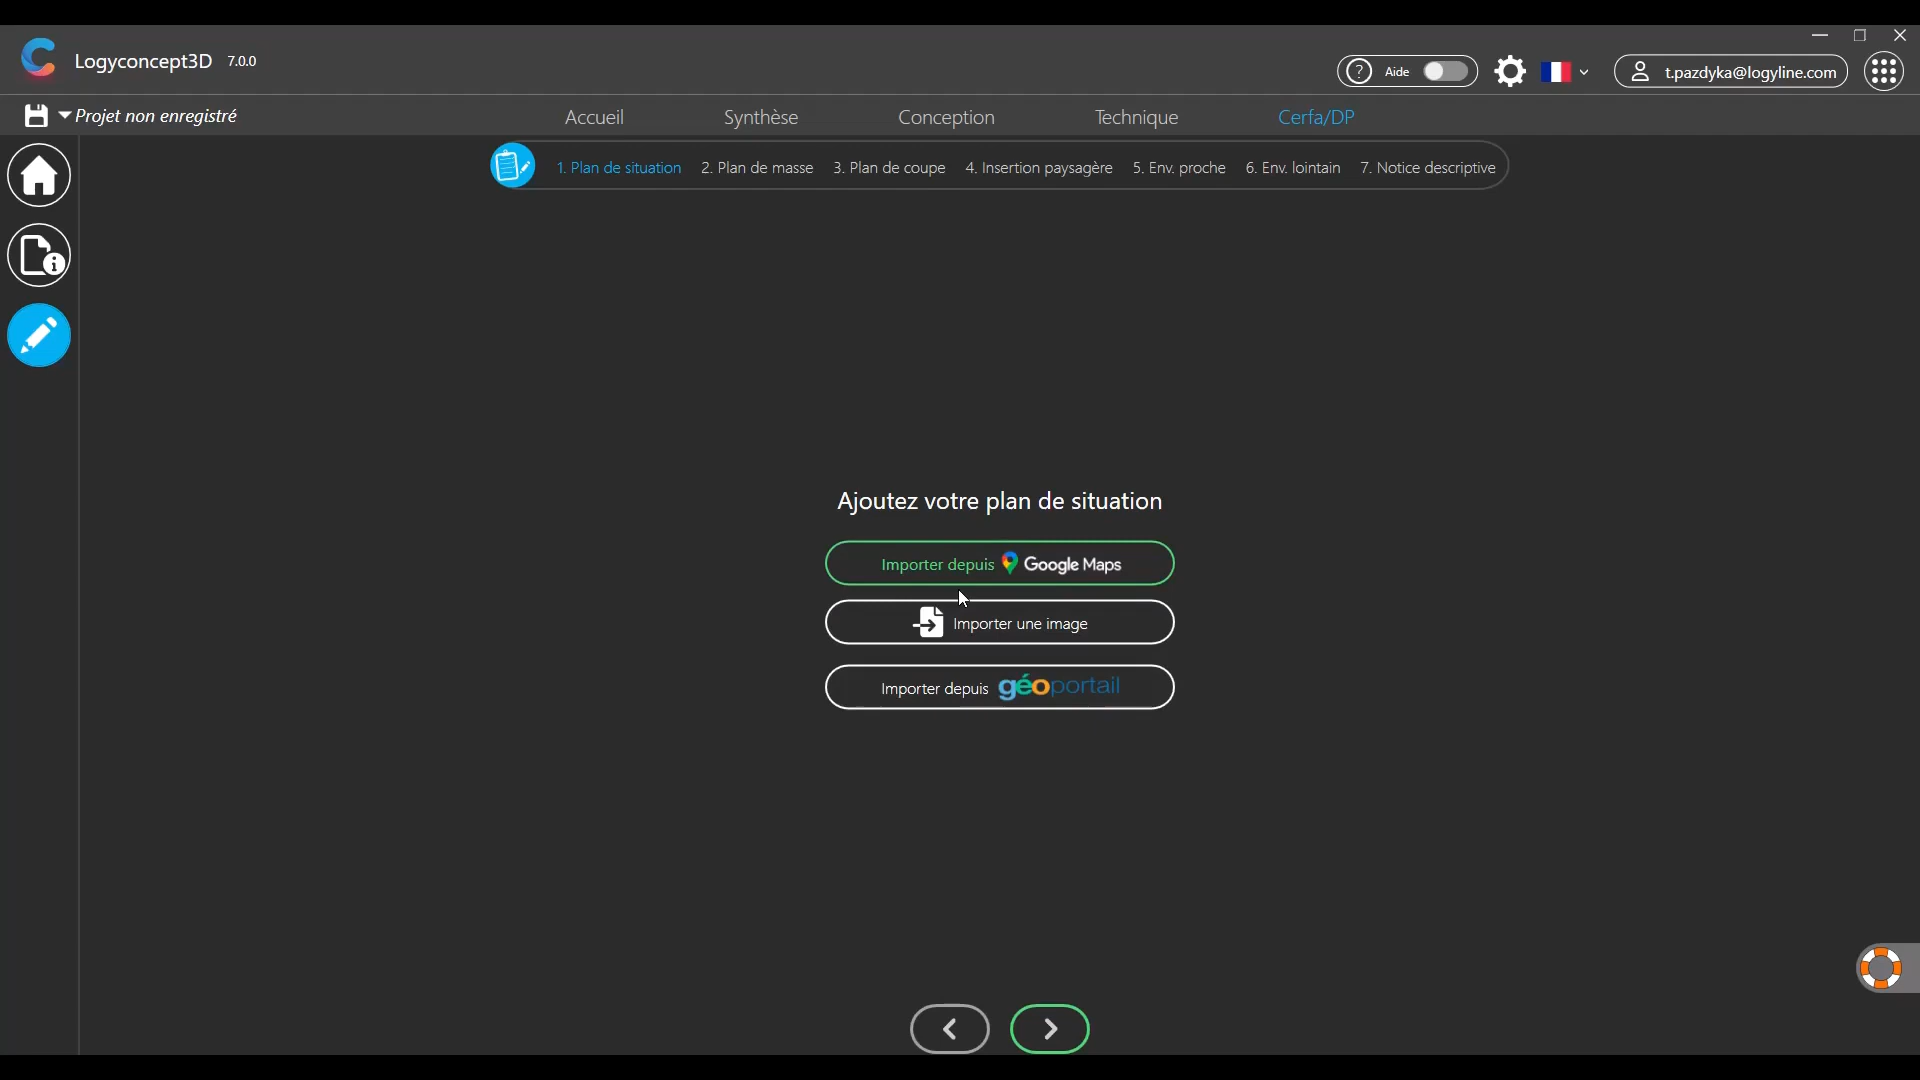 Logyconcept3D 7.0.0
? Aide
t.pazdyka@logyline.com
Projet non enregistré
Accueil Synthèse Conception Technique Cerfa/DP
1. Plan de situation 2. Plan de masse 3. Plan de coupe 4. Insertion paysagère 5. Env. proche 6. Env. lointain 7. Notice descriptive
Ajoutez votre plan de situation
Importer depuis Google Maps
Importer une image
Importer depuis géoportail